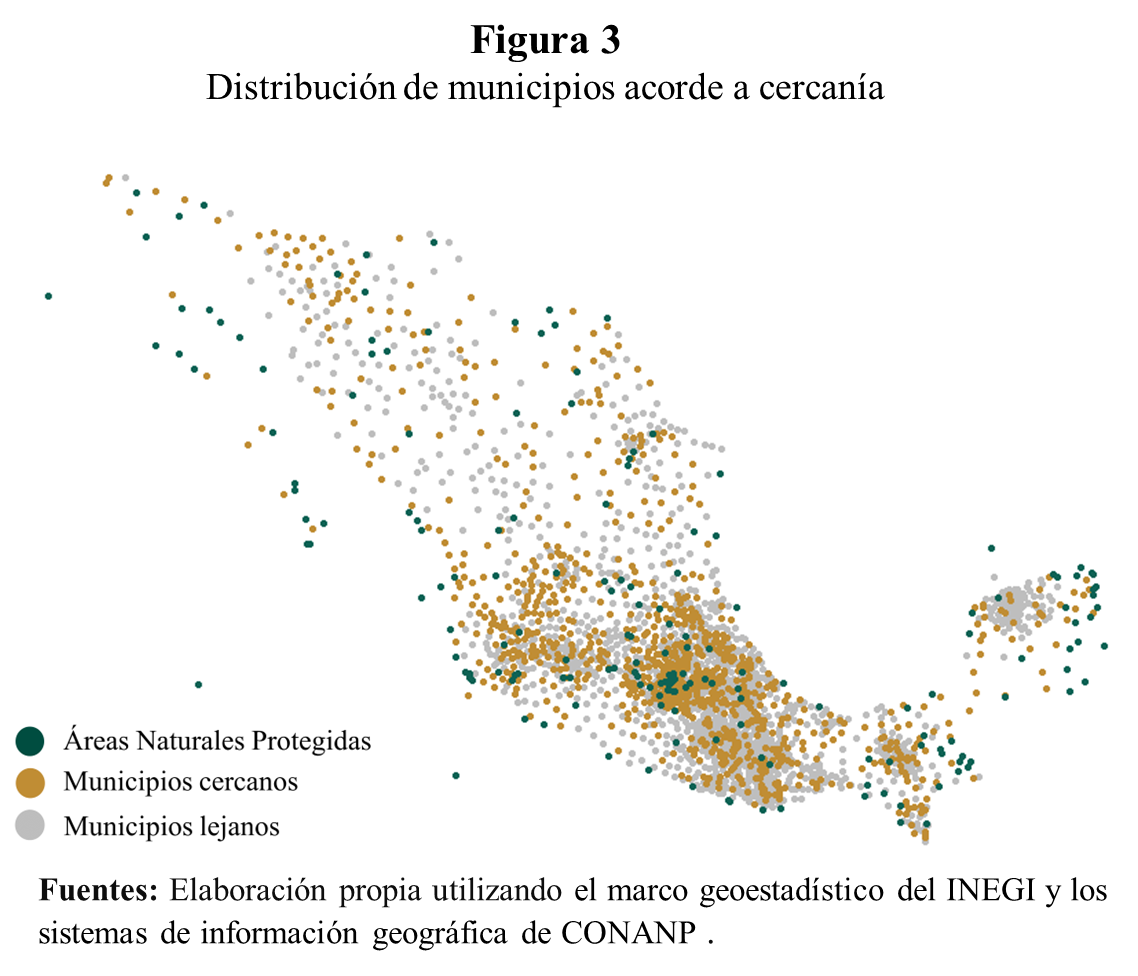 Figura 3
Distribución de municipios acorde a cercanía
Áreas Naturales Protegidas
Municipios cercanos
Municipios lejanos
Fuentes: Elaboración propia utilizando el marco geoestadístico del INEGI y los
sistemas de información geográfica de CONANP .